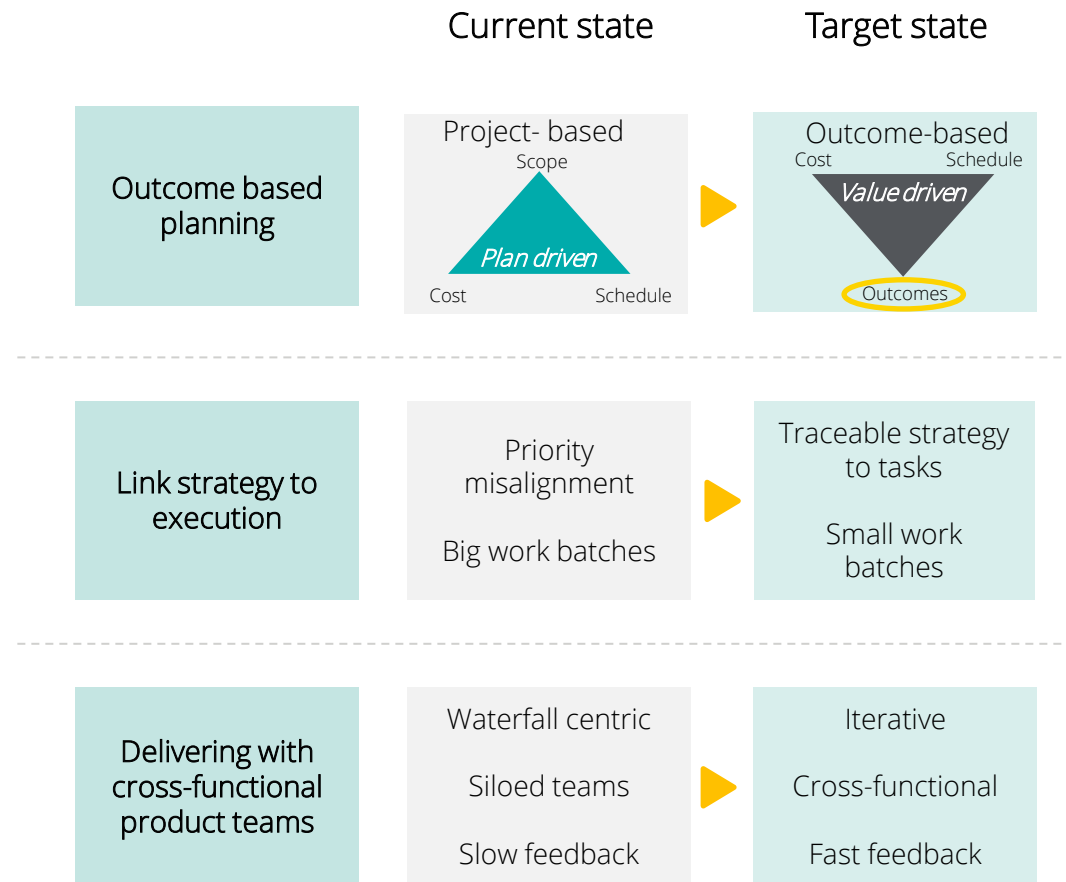 Current state
Target state
Outcome based
planning
Project- based
Scope
Plan driven
Cost
Schedule
Outcome-based
Cost
Schedule
Value driven
Outcomes
Link strategy to
execution
Priority
misalignment
Big work batches
Traceable strategy
to tasks
Small work
batches
Delivering with
cross-functional
product teams
Waterfall centric
Siloed teams
Slow feedback
Iterative
Cross-functional
Fast feedback